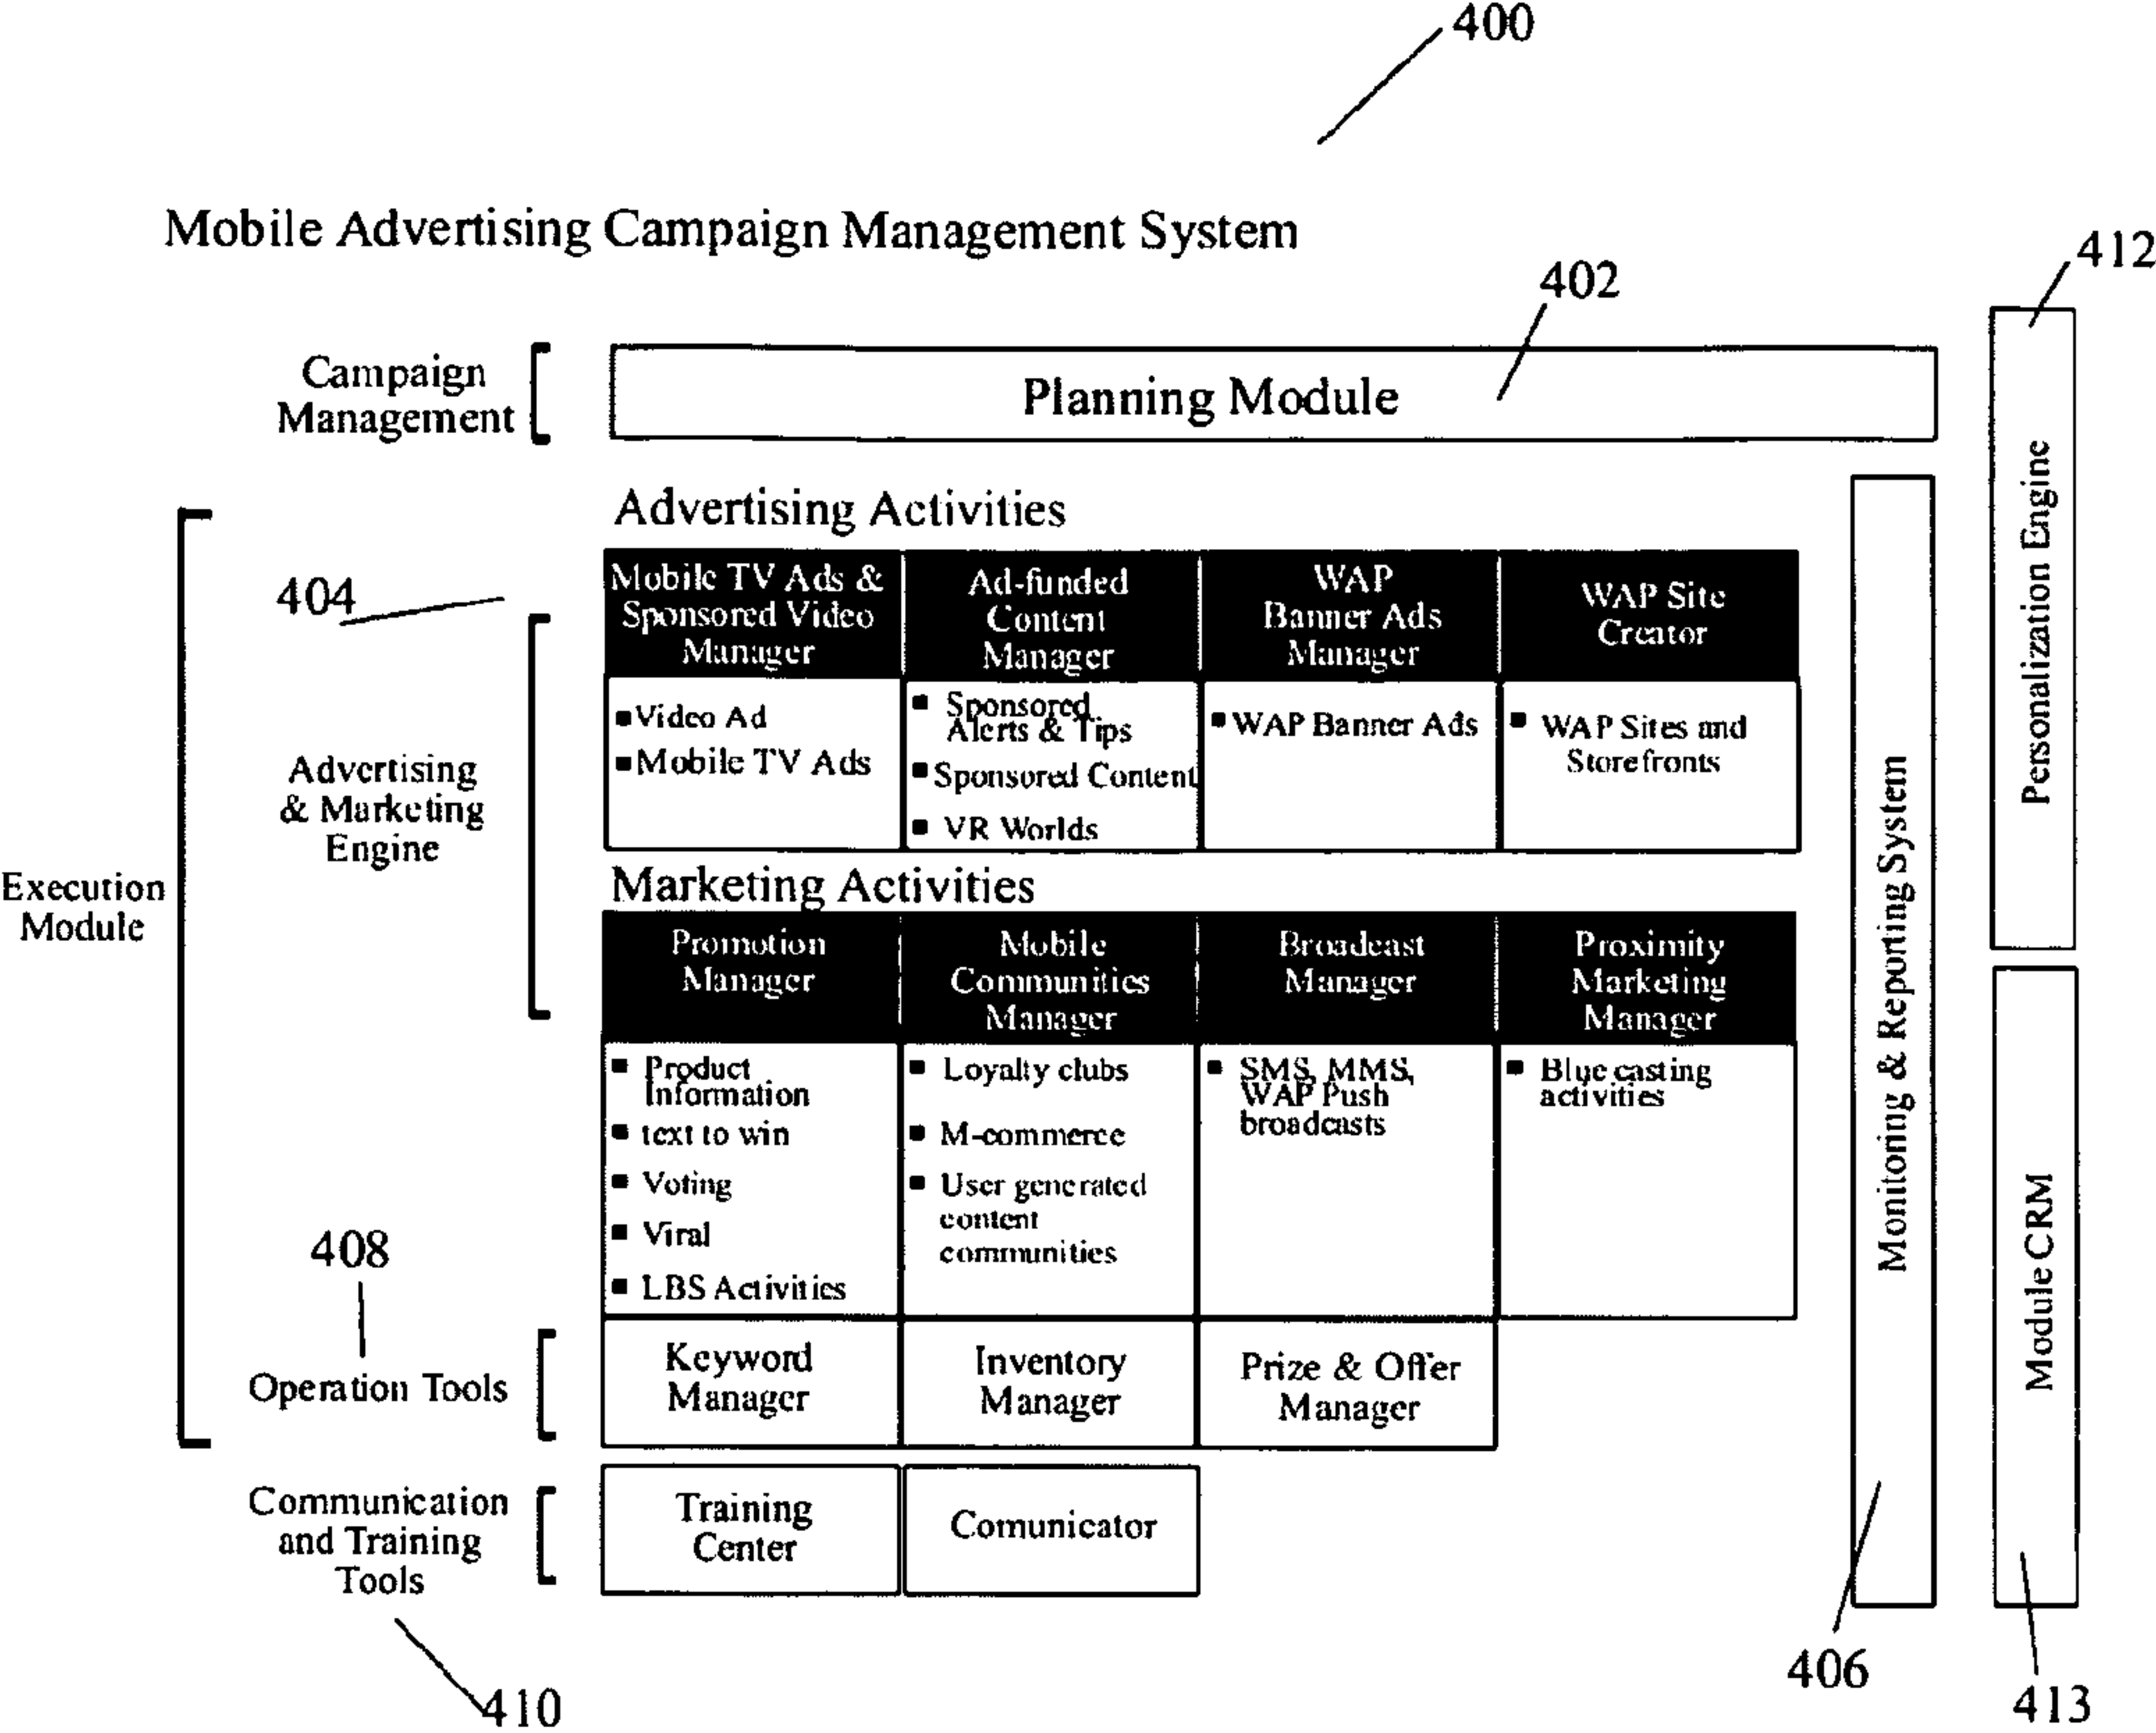 400
Mobile Advertising Campaign Management System
412
402
Campaign
Management
Planning Module
Personalization Engine
Advertising Activities
404
Mobile TV Ads &
Sponsored Video
Manager
Ad-funded
Content
Manager
WAP
Banner Ads
Manager
WAP Site
Creator
▪ Video Ad
▪ Mobile TV Ads
▪ Sponsored
Alerts & Tips
▪ Sponsored Content
▪ VR Worlds
▪ WAP Banner Ads
▪ WAP Sites and
Storefronts
Advertising
& Marketing
Engine
Execution
Module
Monitoring & Reporting System
Marketing Activities
Promotion
Manager
Mobile
Communities
Manager
Broadcast
Manager
Proximity
Marketing
Manager
▪ Product
Information
▪ text to win
▪ Voting
▪ Viral
▪ LBS Activities
▪ Loyalty clubs
▪ M-commerce
▪ User generated
content
communities
▪ SMS, MMS,
WAP Push
broadcasts
▪ Blue casting
activities
Module CRM
408
Operation Tools
Keyword
Manager
Inventory
Manager
Prize & Offer
Manager
Communication
and Training
Tools
Training
Center
Comunicator
406
410
413